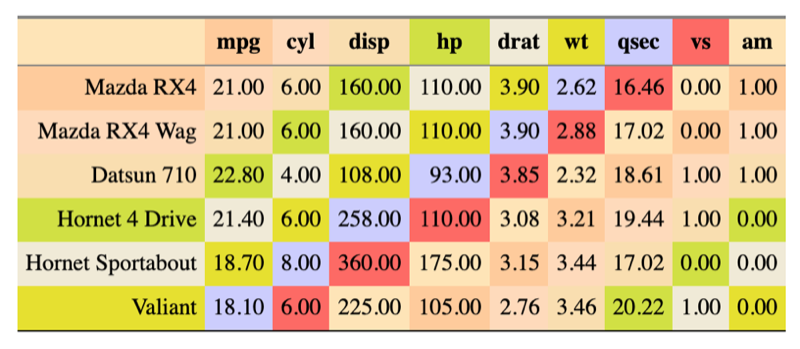 mpg cyl disp hp drat wt qsec vs am
Mazda RX4 21.00 6.00 160.00 110.00 3.90 2.62 16.46 0.00 1.00
Mazda RX4 Wag 21.00 6.00 160.00 110.00 3.90 2.88 17.02 0.00 1.00
Datsun 710 22.80 4.00 108.00 93.00 3.85 2.32 18.61 1.00 1.00
Hornet 4 Drive 21.40 6.00 258.00 110.00 3.08 3.21 19.44 1.00 0.00
Hornet Sportabout 18.70 8.00 360.00 175.00 3.15 3.44 17.02 0.00 0.00
Valiant 18.10 6.00 225.00 105.00 2.76 3.46 20.22 1.00 0.00